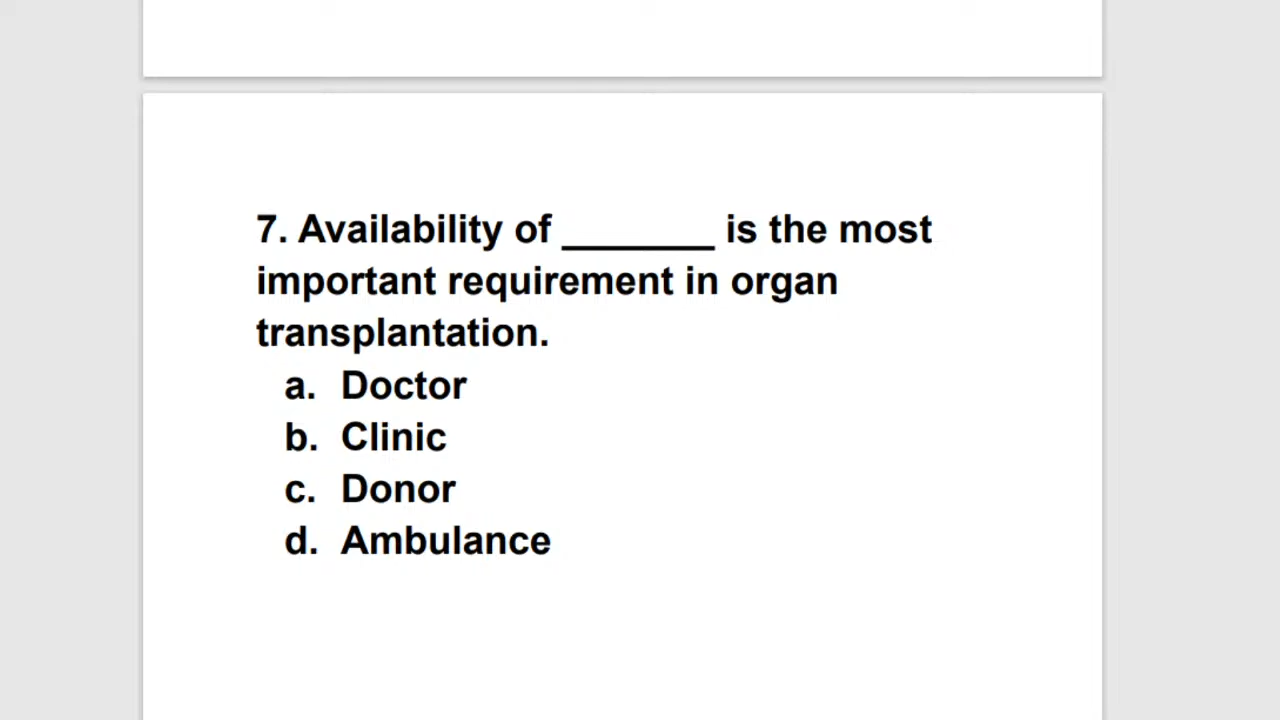 7. Availability of _______ is the most
important requirement in organ
transplantation.
a. Doctor
b. Clinic
c. Donor
d. Ambulance